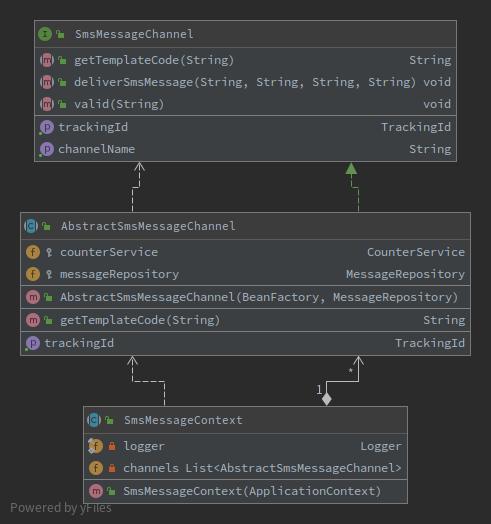 SmsMessageChannel
getTemplateCode(String) String
deliverSmsMessage(String, String, String, String) void
valid(String) void
trackingId TrackingId
channelName String
AbstractSmsMessageChannel
counterService CounterService
messageRepository MessageRepository
AbstractSmsMessageChannel(BeanFactory, MessageRepository)
getTemplateCode(String) String
trackingId TrackingId
1 *
SmsMessageContext
logger Logger
channels List<AbstractSmsMessageChannel>
SmsMessageContext(ApplicationContext)
Powered by yFiles